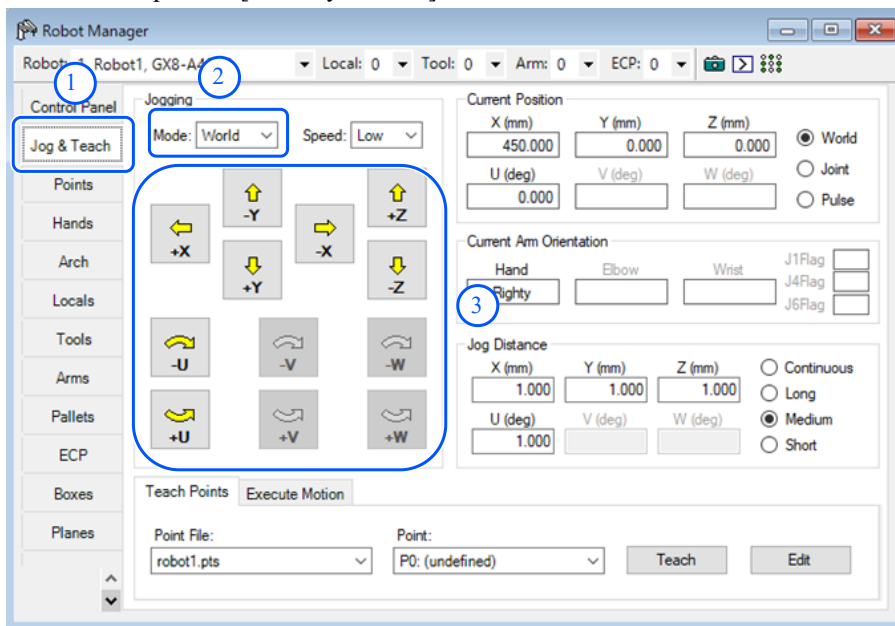 Robot Manager
Robot: 1, Robot1, GX8-A4 Local: 0 Tool: 0 Arm: 0 ECP: 0
1
2
Control Panel
Jog & Teach
Points
Hands
Arch
Locals
Tools
Arms
Pallets
ECP
Boxes
Planes
Jogging
Mode: World Speed: Low
-Y +Z
+X -X
+Y -Z
-U -V -W
+U +V +W
Current Position
X (mm) Y (mm) Z (mm)
450.000 0.000 0.000
U (deg) V (deg) W (deg)
0.000
World
Joint
Pulse
Current Arm Orientation
Hand Elbow Wrist
Righty
3
J1Flag
J4Flag
J6Flag
Jog Distance
X (mm) Y (mm) Z (mm)
1.000 1.000 1.000
U (deg) V (deg) W (deg)
1.000
Continuous
Long
Medium
Short
Teach Points Execute Motion
Point File: Point:
robot1.pts P0: (undefined) Teach Edit